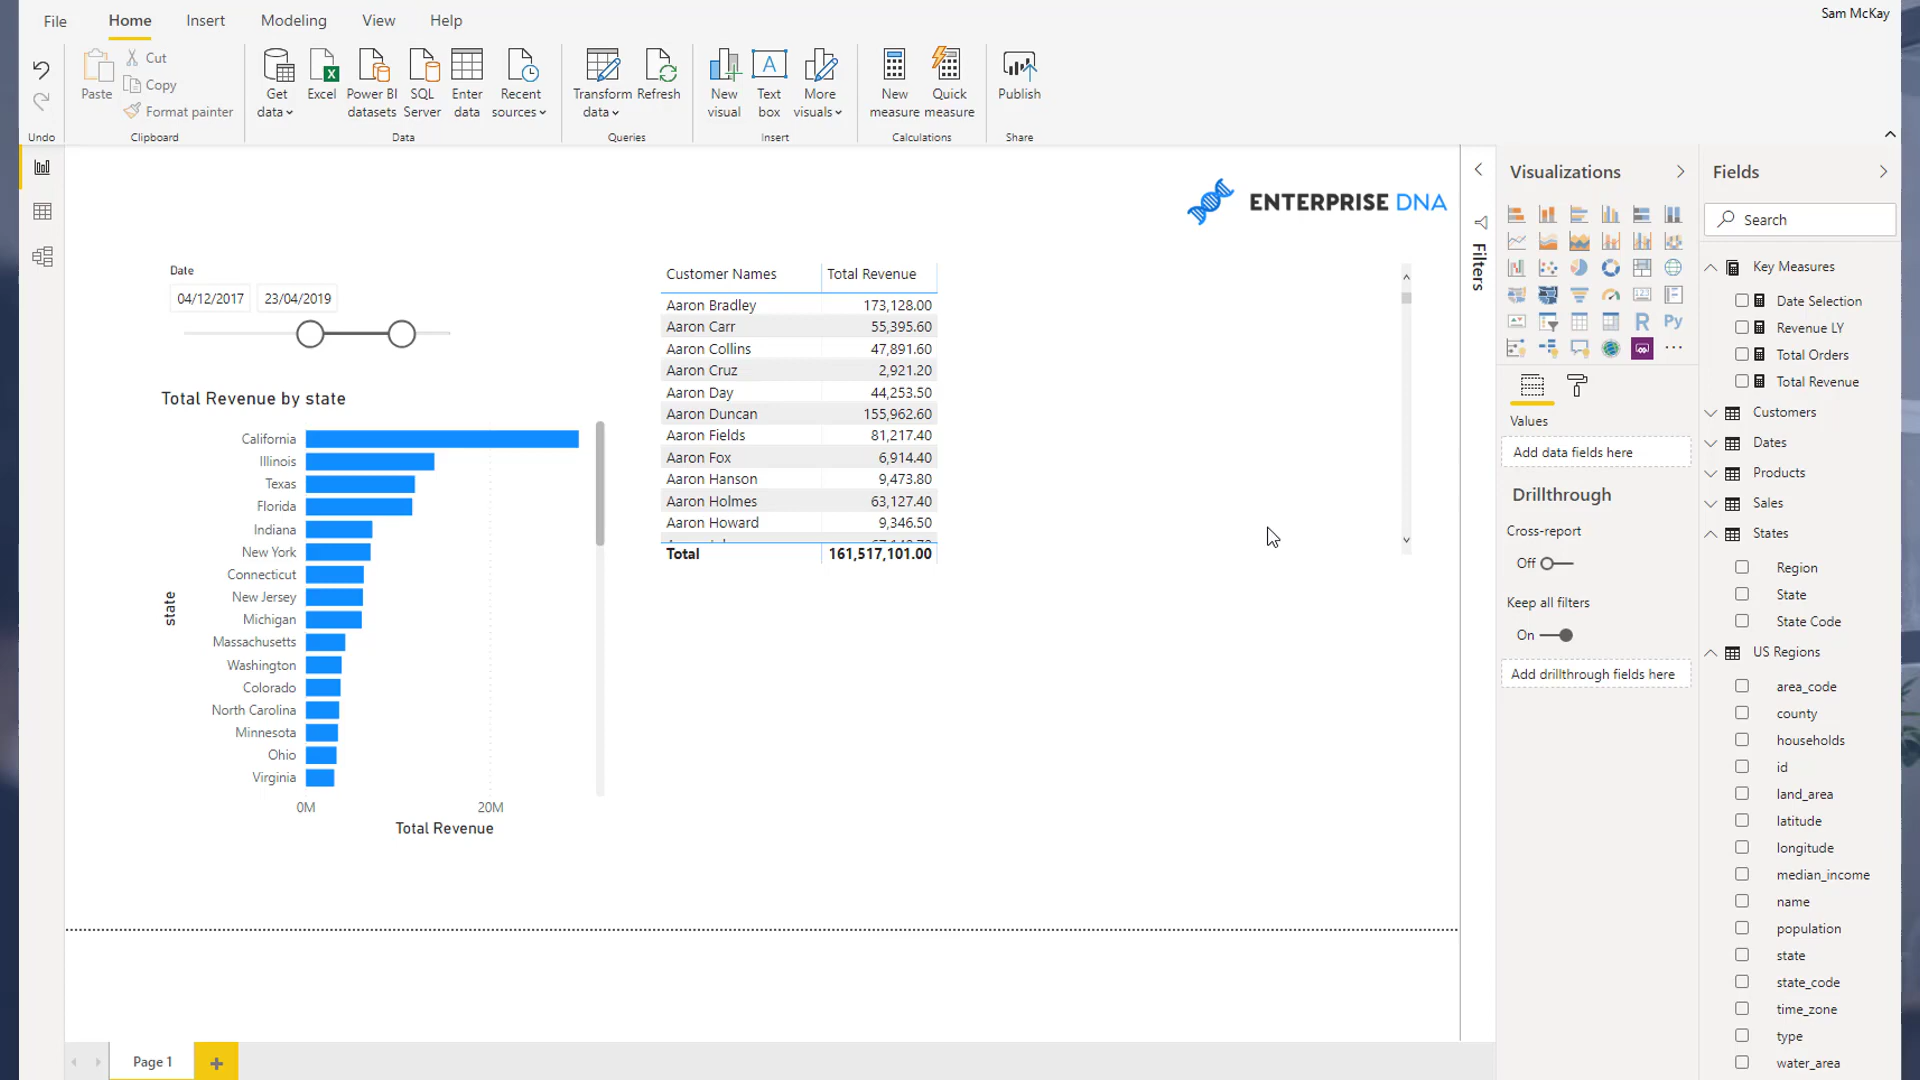 Sam McKay
File Home Insert Modeling View Help
Paste
Cut
Copy
Format painter
Get data
Excel
Power BI datasets
SQL Server
Enter data
Recent sources
Transform data
Refresh
New visual
Text box
More visuals
New measure
Quick measure
Publish
Undo Clipboard Data Queries Insert Calculations Share
ENTERPRISE DNA
Date
04/12/2017 23/04/2019
Total Revenue by state
California
Illinois
Texas
Florida
Indiana
New York
Connecticut
New Jersey
Michigan
Massachusetts
Washington
Colorado
North Carolina
Minnesota
Ohio
Virginia
state
0M 20M
Total Revenue
Customer Names Total Revenue
Aaron Bradley 173,128.00
Aaron Carr 55,395.60
Aaron Collins 47,891.60
Aaron Cruz 2,921.20
Aaron Day 44,253.50
Aaron Duncan 155,962.60
Aaron Fields 81,217.40
Aaron Fox 6,914.40
Aaron Hanson 9,473.80
Aaron Holmes 63,127.40
Aaron Howard 9,346.50
Total 161,517,101.00
Filters
Visualizations
R Py
Values
Add data fields here
Drillthrough
Cross-report
Off
Keep all filters
On
Add drillthrough fields here
Fields
Search
Key Measures
Date Selection
Revenue LY
Total Orders
Total Revenue
Customers
Dates
Products
Sales
States
Region
State
State Code
US Regions
area_code
county
households
id
land_area
latitude
longitude
median_income
name
population
state
state_code
time_zone
type
water_area
Page 1